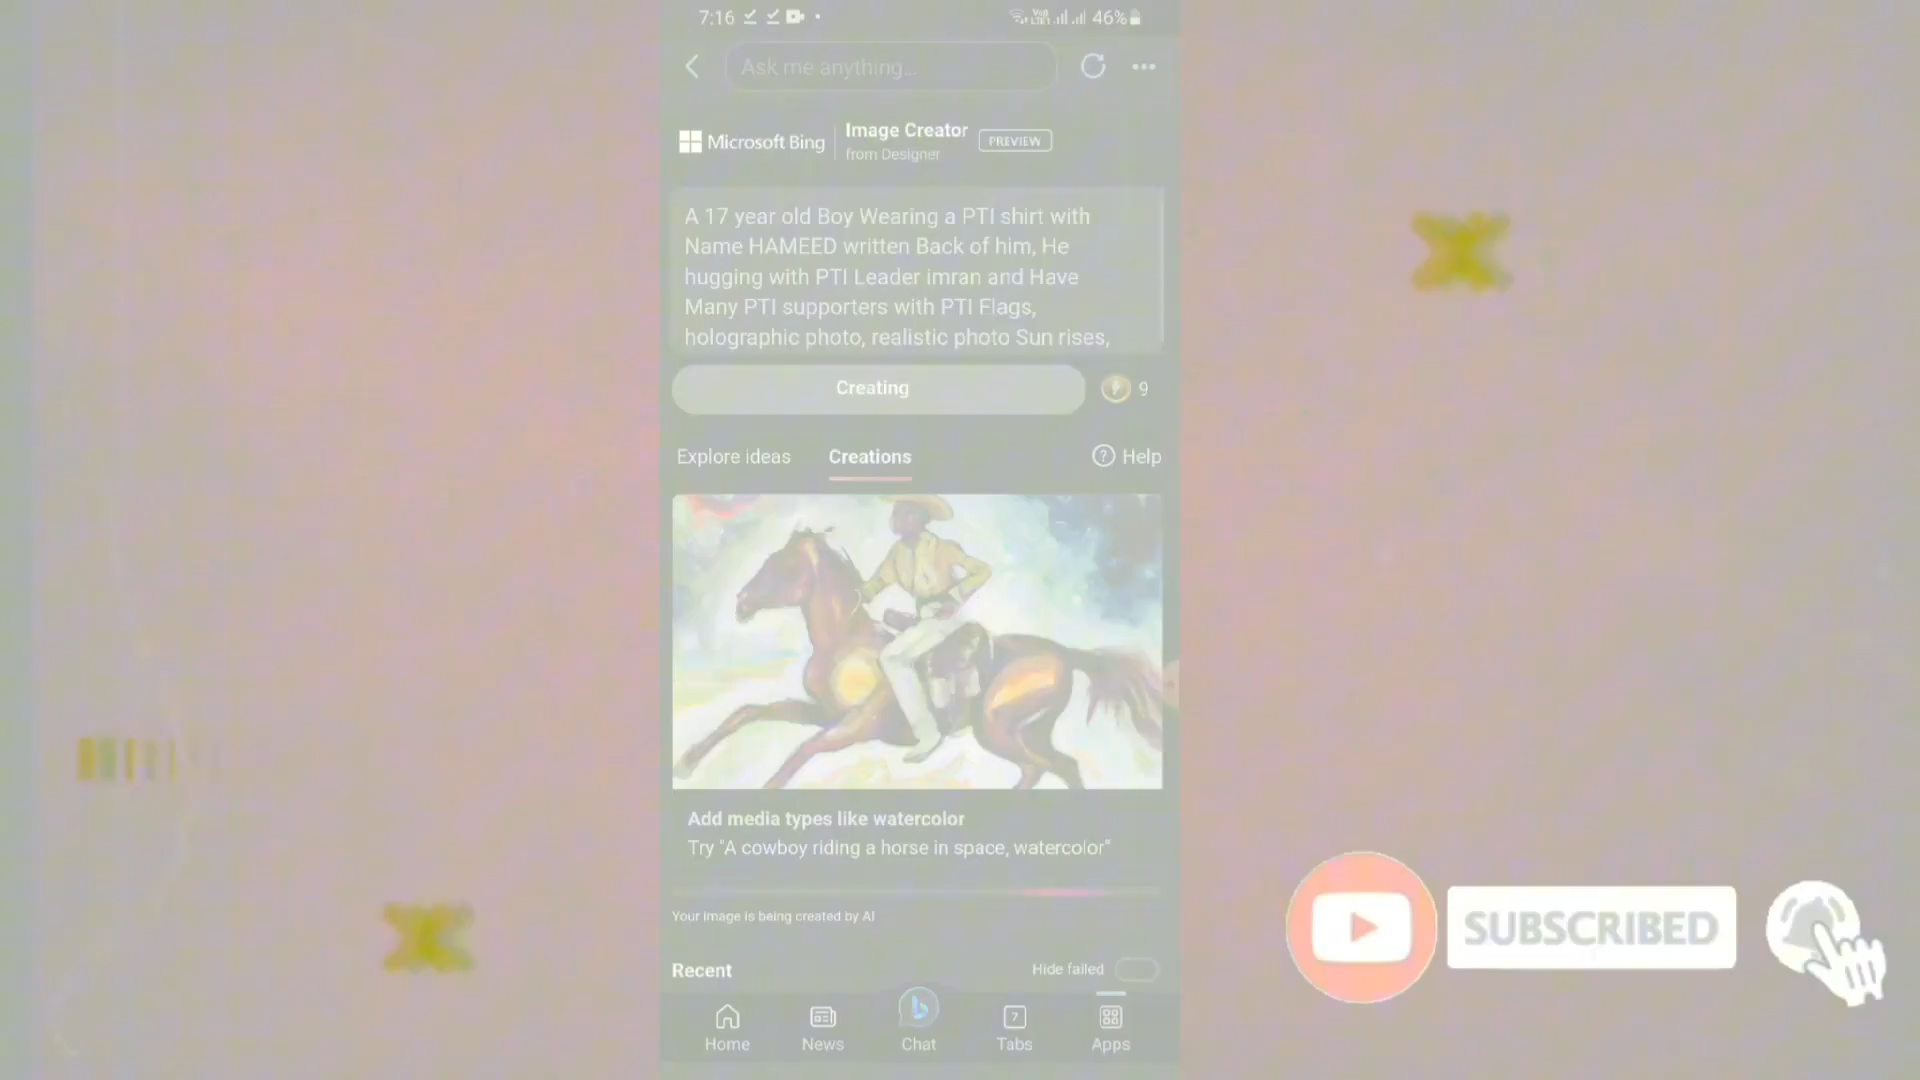 7:16
46%
Ask me anything...
Microsoft Bing
Image Creator
from Designer
PREVIEW
A 17 year old Boy Wearing a PTI shirt with
Name HAMEED written Back of him, He
hugging with PTI Leader imran and Have
Many PTI supporters with PTI Flags,
holographic photo, realistic photo Sun rises,
Creating
9
Explore ideas
Creations
Help
Add media types like watercolor
Try "A cowboy riding a horse in space, watercolor"
Your image is being created by AI
Recent
Hide failed
Home
News
Chat
Tabs
Apps
SUBSCRIBED